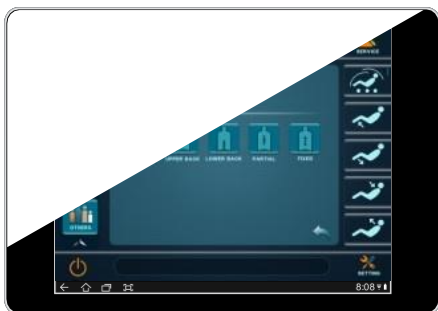 SERVICE
UPPER BACK LOWER BACK PARTIAL FIXED
OTHERS
SETTING
8:08